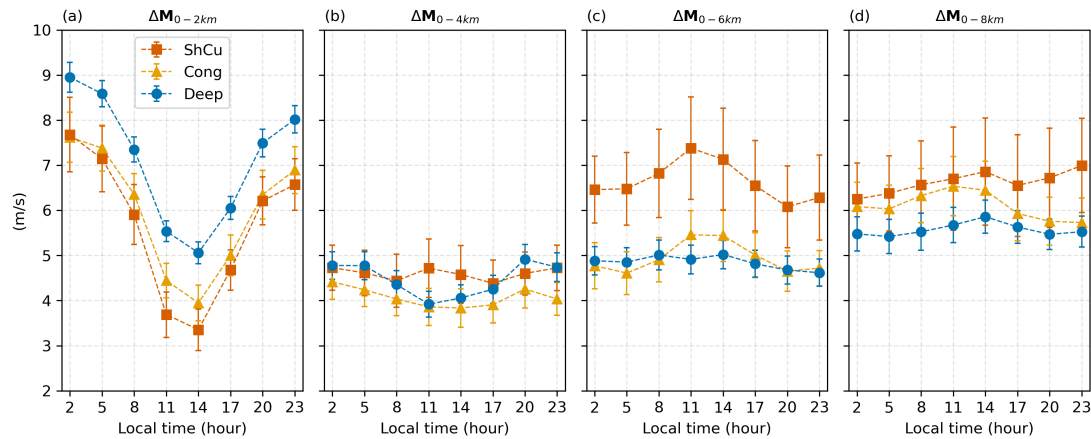 (a) ΔM₀₋₂ₖₘ
(b) ΔM₀₋₄ₖₘ
(c) ΔM₀₋₆ₖₘ
(d) ΔM₀₋₈ₖₘ
ShCu
Cong
Deep
10
9
8
7
6
5
4
3
2
(m/s)
2 5 8 11 14 17 20 23
2 5 8 11 14 17 20 23
2 5 8 11 14 17 20 23
2 5 8 11 14 17 20 23
Local time (hour)
Local time (hour)
Local time (hour)
Local time (hour)